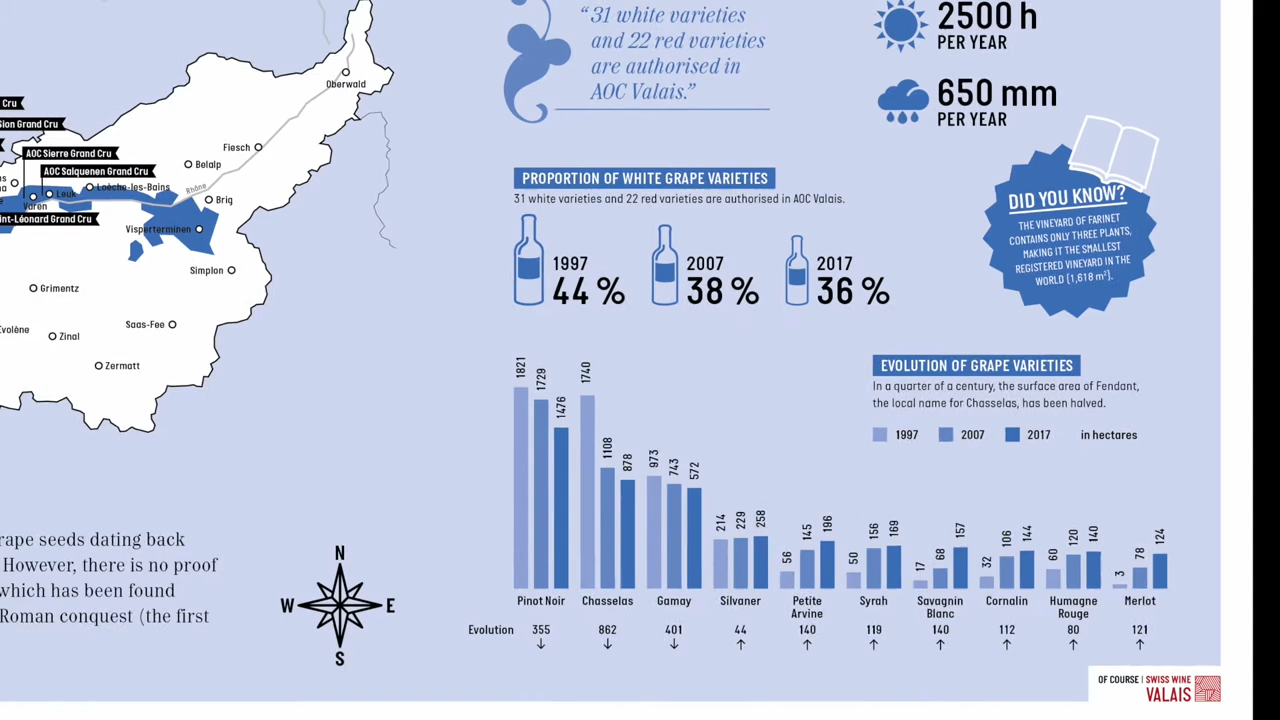 Oberwald
Cru
Sion Grand Cru
AOC Sierre Grand Cru
AOC Salquenen Grand Cru
Fiesch
Belalp
Leuk
Loèche-les-Bains
Rhône
Varen
Brig
int-Léonard Grand Cru
Visperterminen
Simplon
Grimentz
Evolène
Zinal
Saas-Fee
Zermatt
rape seeds dating back
However, there is no proof
which has been found
Roman conquest (the first
N
W E
S
“31 white varieties
and 22 red varieties
are authorised in
AOC Valais.”
2500 h
PER YEAR
650 mm
PER YEAR
PROPORTION OF WHITE GRAPE VARIETIES
31 white varieties and 22 red varieties are authorised in AOC Valais.
1997
44 %
2007
38 %
2017
36 %
DID YOU KNOW?
THE VINEYARD OF FARINET
CONTAINS ONLY THREE PLANTS,
MAKING IT THE SMALLEST
REGISTERED VINEYARD IN THE
WORLD (1,618 m²).
EVOLUTION OF GRAPE VARIETIES
In a quarter of a century, the surface area of Fendant,
the local name for Chasselas, has been halved.
1997 2007 2017 in hectares
1821 1729 1476
1740 1108 878
973 743 572
214 229 258
56 145 196
50 156 169
17 68 157
32 106 144
60 120 140
3 78 124
Pinot Noir
Chasselas
Gamay
Silvaner
Petite
Arvine
Syrah
Savagnin
Blanc
Cornalin
Humagne
Rouge
Merlot
Evolution 355 862 401 44 140 119 140 112 80 121
↓ ↓ ↓ ↑ ↑ ↑ ↑ ↑ ↑ ↑
OF COURSE | SWISS WINE
VALAIS